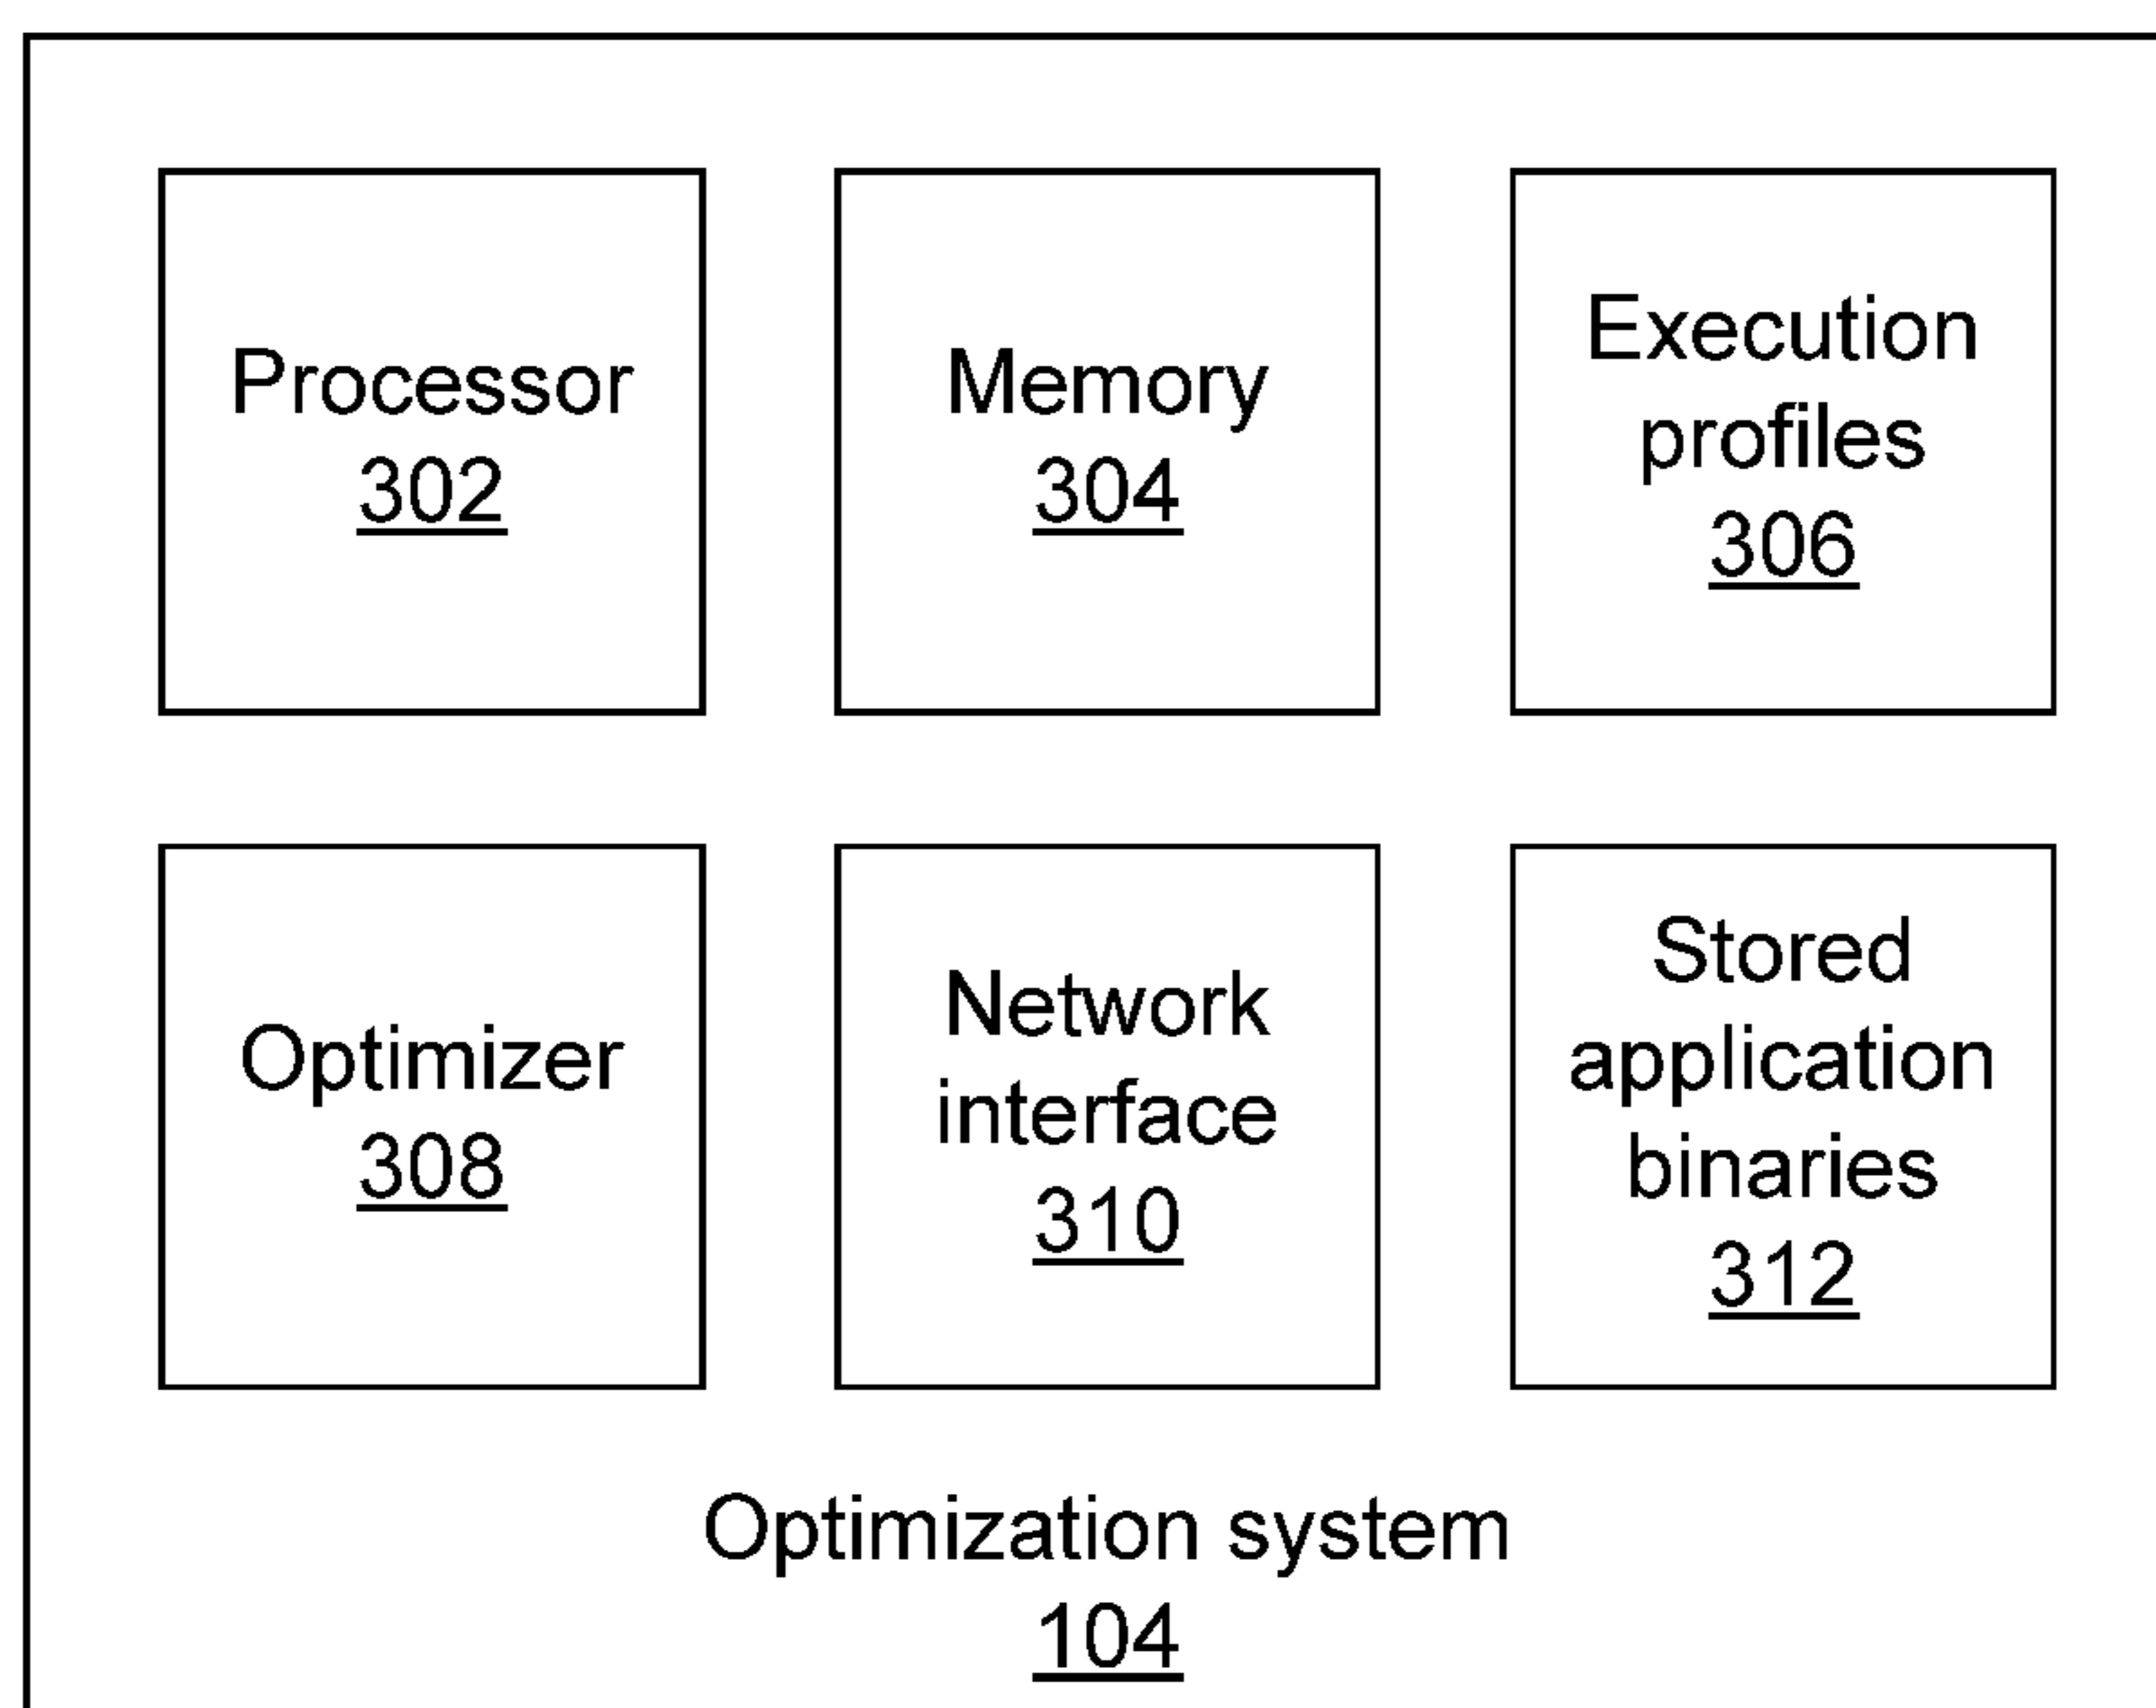 Processor
302
Memory
304
Execution
profiles
306
Optimizer
308
Network
interface
310
Stored
application
binaries
312
Optimization system
104